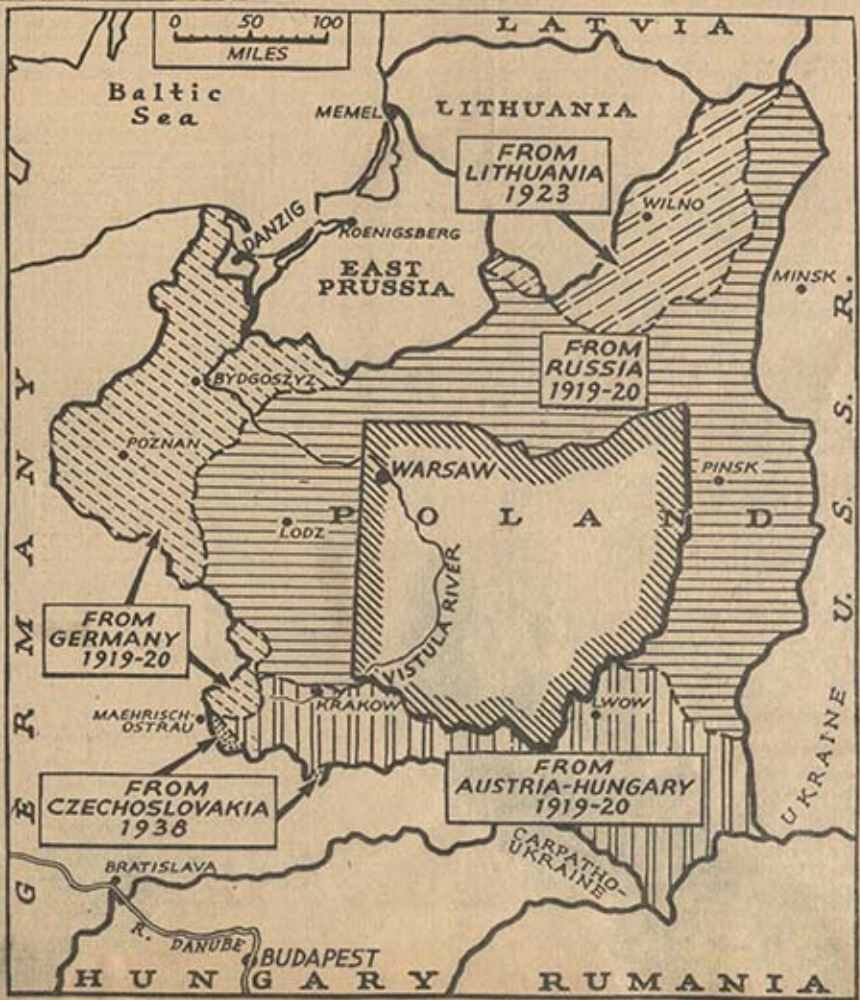 0 50 100
MILES
LATVIA
Baltic
Sea
MEMEL
LITHUANIA
FROM
LITHUANIA
1923
WILNO
DANZIG
KOENIGSBERG
EAST
PRUSSIA
MINSK
FROM
RUSSIA
1919-20
BYDGOSZYZ
POZNAN
WARSAW
PINSK
POLAND
LODZ
VISTULA RIVER
GERMANY
U.S.S.R.
FROM
GERMANY
1919-20
MAEHRISCH-
OSTRAU
KRAKOW
LWOW
UKRAINE
FROM
CZECHOSLOVAKIA
1938
FROM
AUSTRIA-HUNGARY
1919-20
CARPATHO-
UKRAINE
BRATISLAVA
R. DANUBE
BUDAPEST
HUNGARY
RUMANIA